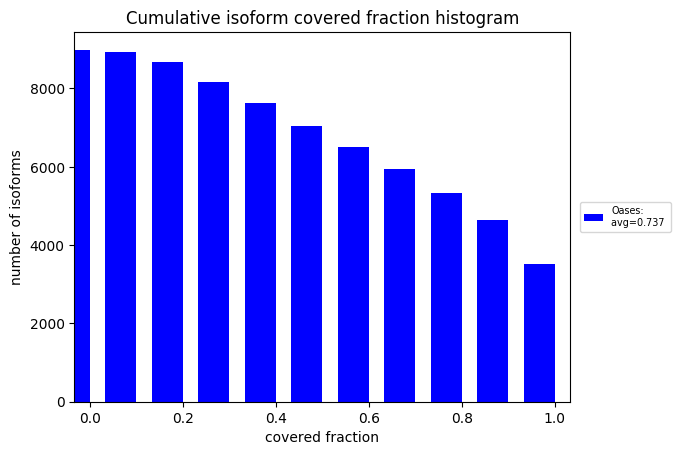 Cumulative isoform covered fraction histogram
number of isoforms
8000
6000
4000
2000
0
0.0 0.2 0.4 0.6 0.8 1.0
covered fraction
Oases:
avg=0.737